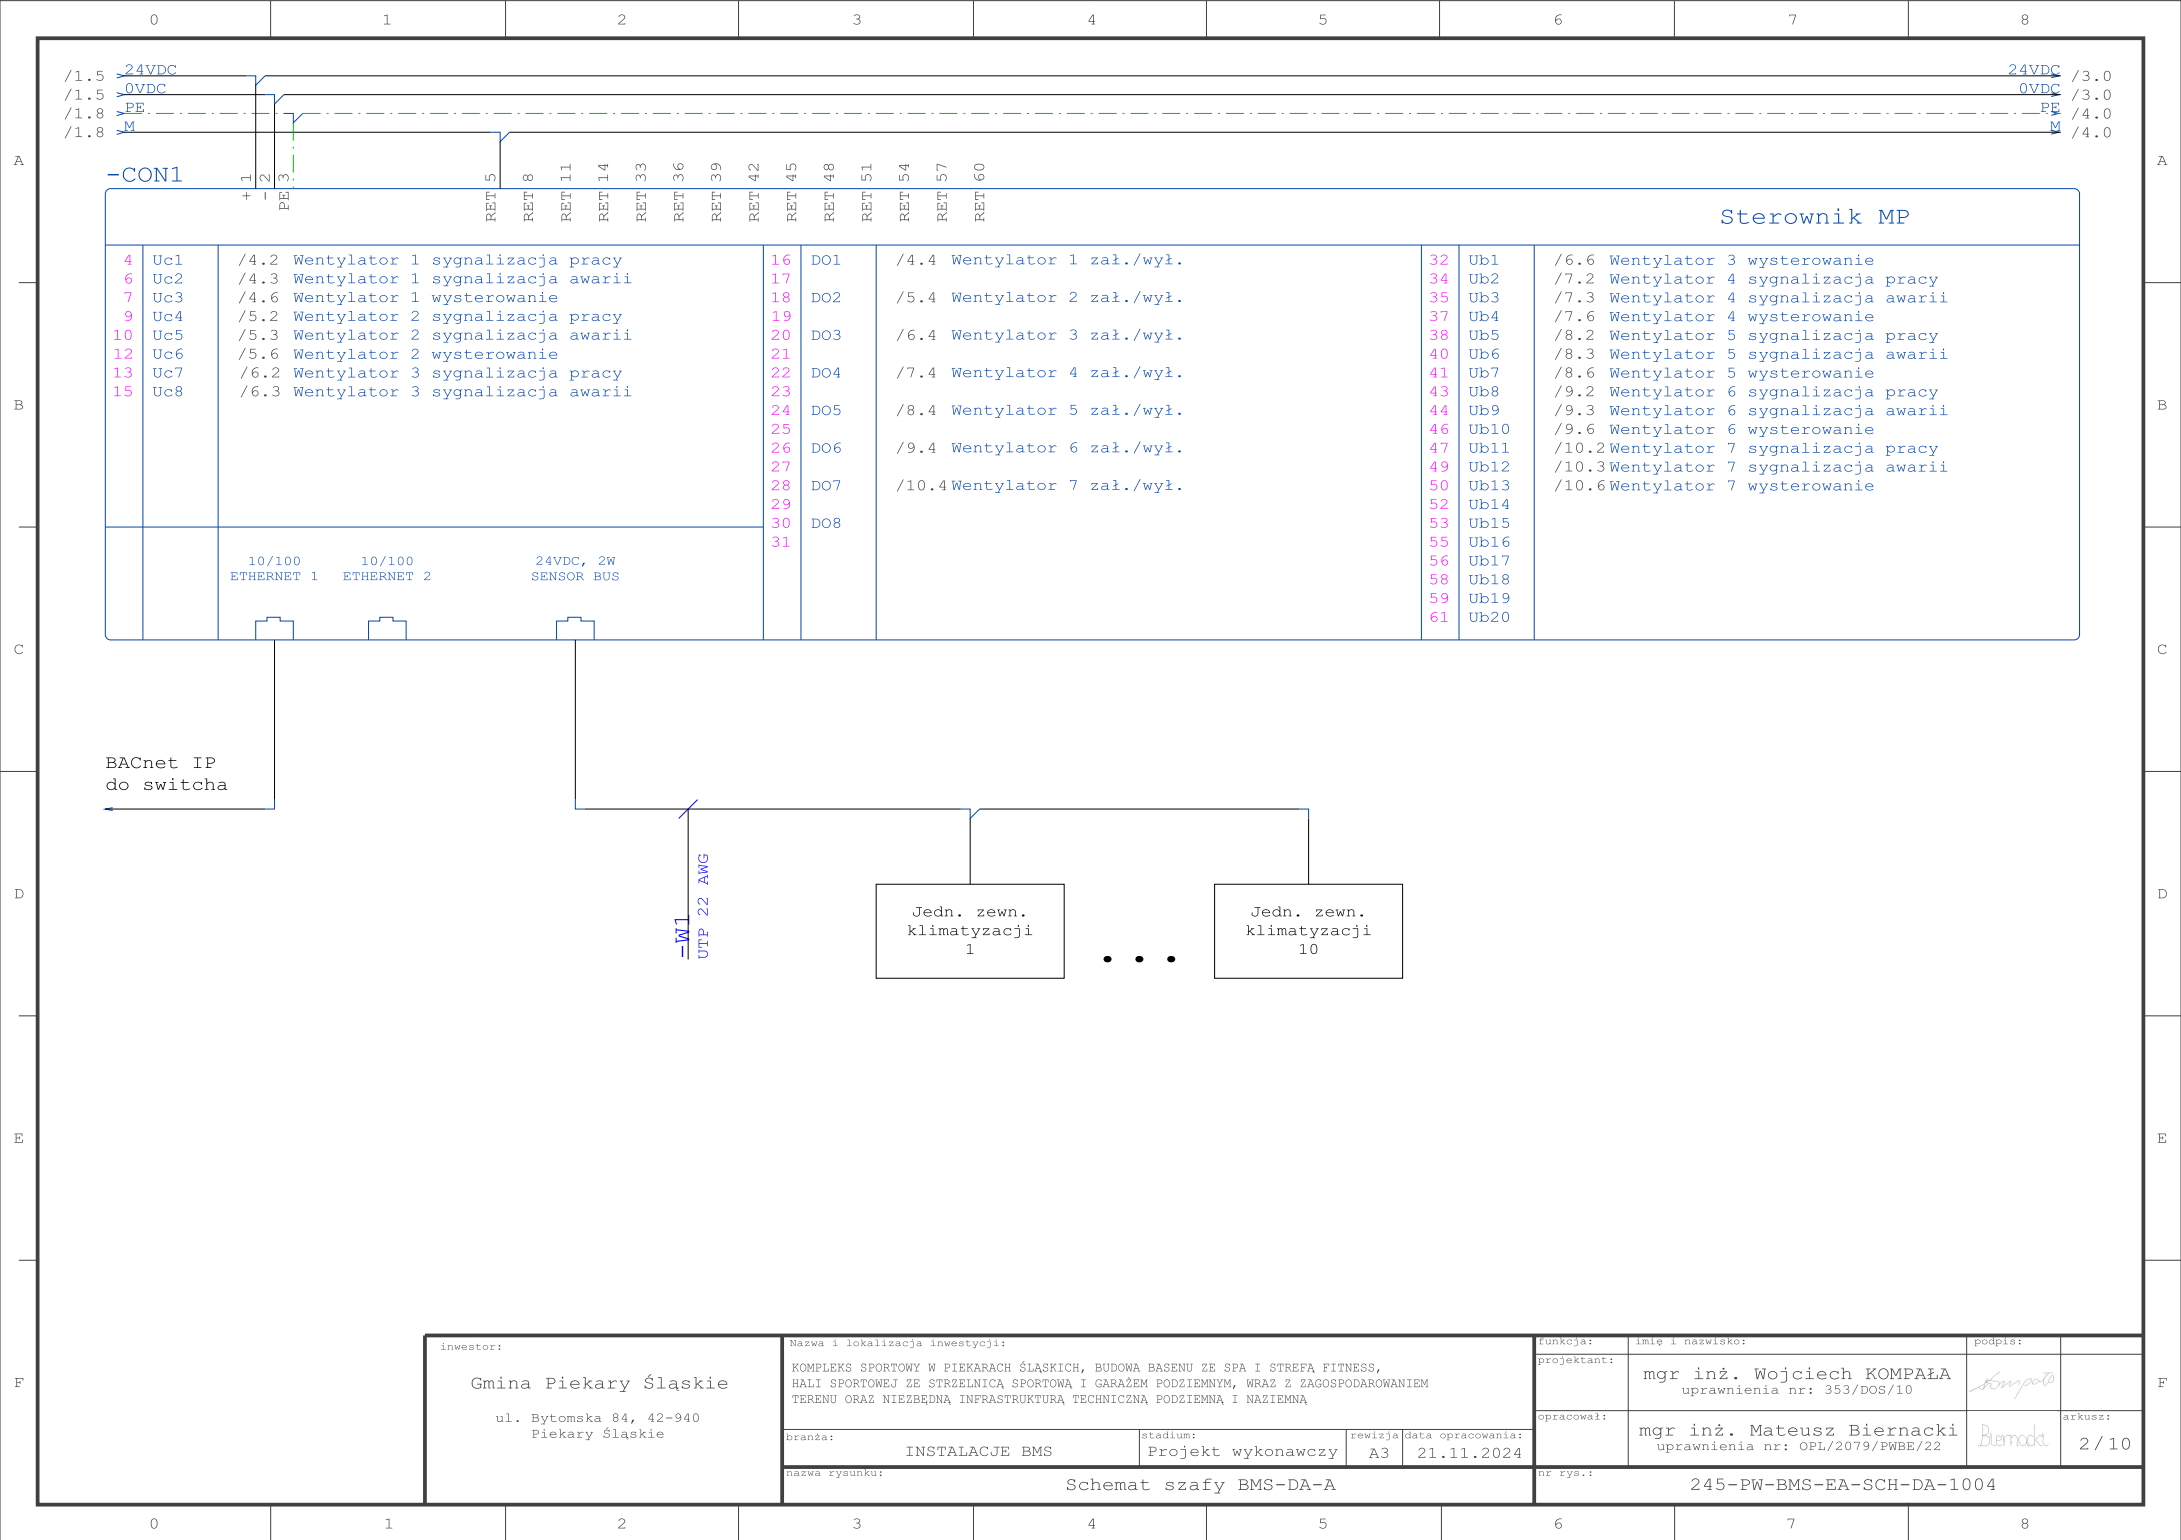 0 1 2 3 4 5 6 7 8
/1.5 24VDC 24VDC /3.0
/1.5 0VDC 0VDC /3.0
/1.8 PE PE /4.0
/1.8 M M /4.0
A A
-CON1 + 1 - 2 PE 3 RET 5 RET 8 RET 11 RET 14 RET 33 RET 36 RET 39 RET 42 RET 45 RET 48 RET 51 RET 54 RET 57 RET 60
Sterownik MP
4 Uc1 /4.2 Wentylator 1 sygnalizacja pracy 16 DO1 /4.4 Wentylator 1 zał./wył. 32 Ub1 /6.6 Wentylator 3 wysterowanie
6 Uc2 /4.3 Wentylator 1 sygnalizacja awarii 17 34 Ub2 /7.2 Wentylator 4 sygnalizacja pracy
7 Uc3 /4.6 Wentylator 1 wysterowanie 18 DO2 /5.4 Wentylator 2 zał./wył. 35 Ub3 /7.3 Wentylator 4 sygnalizacja awarii
9 Uc4 /5.2 Wentylator 2 sygnalizacja pracy 19 37 Ub4 /7.6 Wentylator 4 wysterowanie
10 Uc5 /5.3 Wentylator 2 sygnalizacja awarii 20 DO3 /6.4 Wentylator 3 zał./wył. 38 Ub5 /8.2 Wentylator 5 sygnalizacja pracy
12 Uc6 /5.6 Wentylator 2 wysterowanie 21 40 Ub6 /8.3 Wentylator 5 sygnalizacja awarii
13 Uc7 /6.2 Wentylator 3 sygnalizacja pracy 22 DO4 /7.4 Wentylator 4 zał./wył. 41 Ub7 /8.6 Wentylator 5 wysterowanie
15 Uc8 /6.3 Wentylator 3 sygnalizacja awarii 23 43 Ub8 /9.2 Wentylator 6 sygnalizacja pracy
B B
24 DO5 /8.4 Wentylator 5 zał./wył. 44 Ub9 /9.3 Wentylator 6 sygnalizacja awarii
25 46 Ub10 /9.6 Wentylator 6 wysterowanie
26 DO6 /9.4 Wentylator 6 zał./wył. 47 Ub11 /10.2 Wentylator 7 sygnalizacja pracy
27 49 Ub12 /10.3 Wentylator 7 sygnalizacja awarii
28 DO7 /10.4 Wentylator 7 zał./wył. 50 Ub13 /10.6 Wentylator 7 wysterowanie
29 52 Ub14
30 DO8 53 Ub15
31 55 Ub16
10/100 10/100 24VDC, 2W 56 Ub17
ETHERNET 1 ETHERNET 2 SENSOR BUS 58 Ub18
59 Ub19
61 Ub20
C C
BACnet IP
do switcha
-W1
UTP 22 AWG
D D
Jedn. zewn. Jedn. zewn.
klimatyzacji klimatyzacji
1 . . . 10
E E
F F
inwestor:
Gmina Piekary Śląskie
ul. Bytomska 84, 42-940
Piekary Śląskie
Nazwa i lokalizacja inwestycji:
KOMPLEKS SPORTOWY W PIEKARACH ŚLĄSKICH, BUDOWA BASENU ZE SPA I STREFĄ FITNESS,
HALI SPORTOWEJ ZE STRZELNICĄ SPORTOWĄ I GARAŻEM PODZIEMNYM, WRAZ Z ZAGOSPODAROWANIEM
TERENU ORAZ NIEZBĘDNĄ INFRASTRUKTURĄ TECHNICZNĄ PODZIEMNĄ I NAZIEMNĄ
branża: stadium: rewizja data opracowania:
INSTALACJE BMS Projekt wykonawczy A3 21.11.2024
nazwa rysunku:
Schemat szafy BMS-DA-A
funkcja: imię i nazwisko: podpis:
projektant:
mgr inż. Wojciech KOMPAŁA
uprawnienia nr: 353/DOS/10
Kompała
opracował: arkusz:
mgr inż. Mateusz Biernacki
uprawnienia nr: OPL/2079/PWBE/22
Biernacki
2/10
nr rys.:
245-PW-BMS-EA-SCH-DA-1004
0 1 2 3 4 5 6 7 8